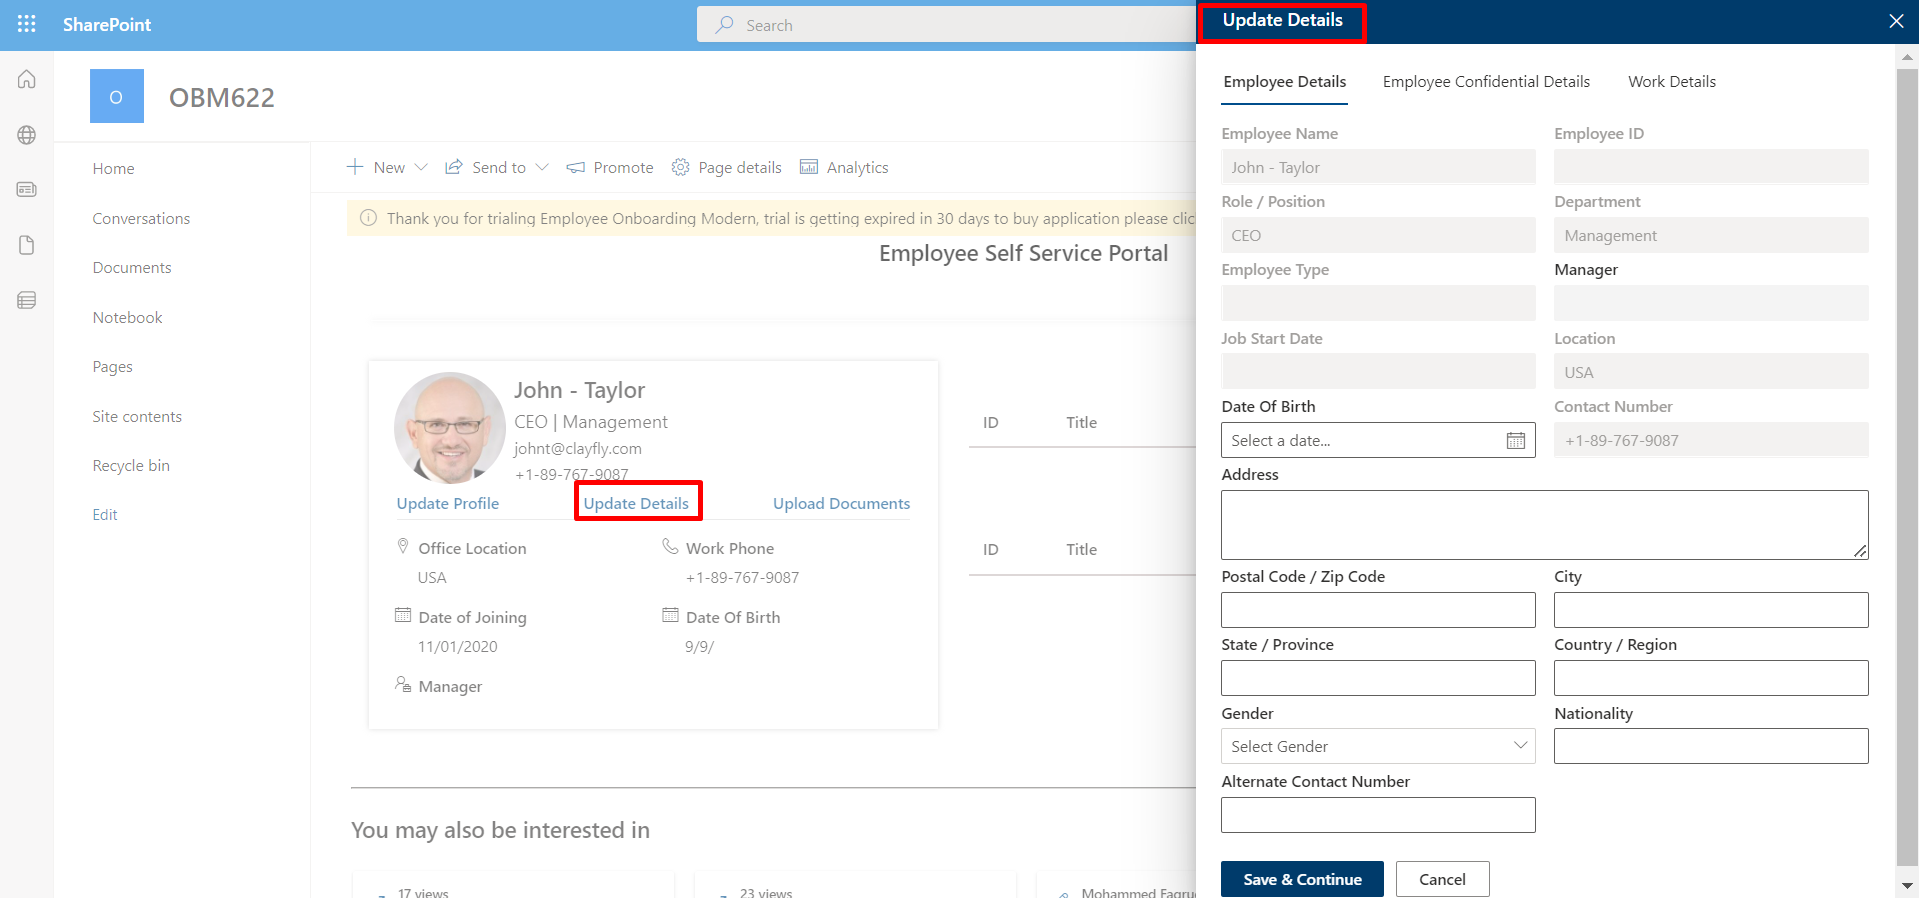 SharePoint
Search
O
OBM622
Home
Conversations
Documents
Notebook
Pages
Site contents
Recycle bin
Edit
New
Send to
Promote
Page details
Analytics
Thank you for trialing Employee Onboarding Modern, trial is getting expired in 30 days to buy application please clic
Employee Self Service Portal
John - Taylor
CEO | Management
johnt@clayfly.com
+1-89-767-9087
Update Profile
Update Details
Upload Documents
Office Location
USA
Work Phone
+1-89-767-9087
Date of Joining
11/01/2020
Date Of Birth
9/9/
Manager
ID Title
ID Title
You may also be interested in
17 views
23 views
Mohammed
Update Details
Employee Details
Employee Confidential Details
Work Details
Employee Name
John - Taylor
Employee ID
Role / Position
CEO
Department
Management
Employee Type
Manager
Job Start Date
Location
USA
Date Of Birth
Select a date...
Contact Number
+1-89-767-9087
Address
Postal Code / Zip Code
City
State / Province
Country / Region
Gender
Select Gender
Nationality
Alternate Contact Number
Save & Continue
Cancel